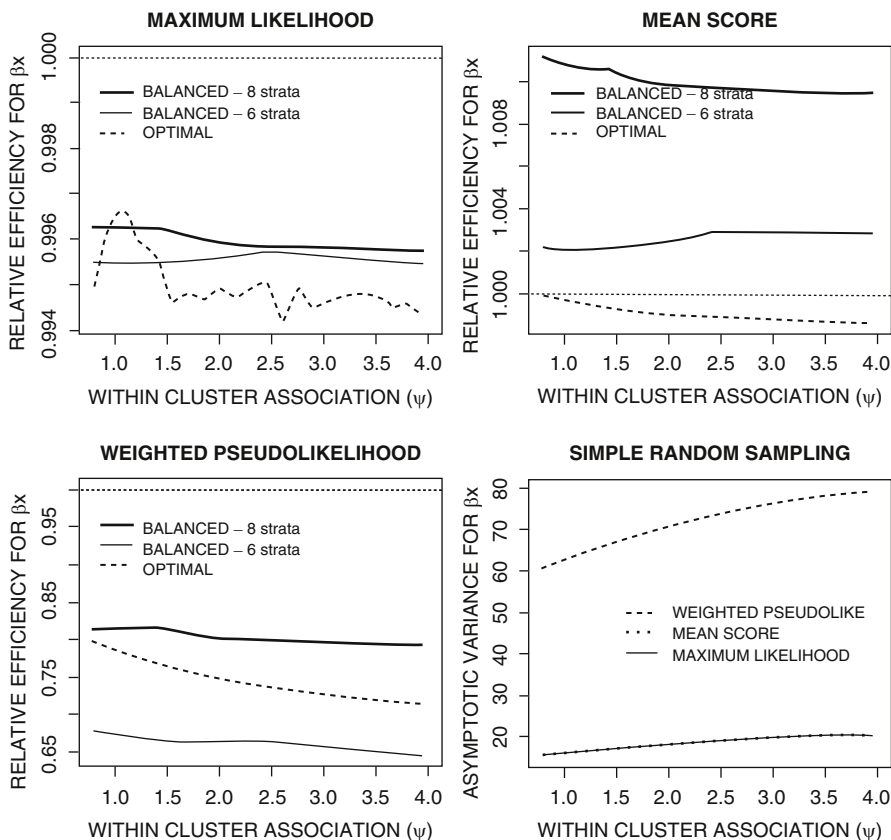 MAXIMUM LIKELIHOOD
RELATIVE EFFICIENCY FOR βx
1.000
0.998
0.996
0.994
BALANCED – 8 strata
BALANCED – 6 strata
OPTIMAL
1.0 1.5 2.0 2.5 3.0 3.5 4.0
WITHIN CLUSTER ASSOCIATION (ψ)
MEAN SCORE
RELATIVE EFFICIENCY FOR βx
1.008
1.004
1.000
BALANCED – 8 strata
BALANCED – 6 strata
OPTIMAL
1.0 1.5 2.0 2.5 3.0 3.5 4.0
WITHIN CLUSTER ASSOCIATION (ψ)
WEIGHTED PSEUDOLIKELIHOOD
RELATIVE EFFICIENCY FOR βx
0.95
0.85
0.75
0.65
BALANCED – 8 strata
BALANCED – 6 strata
OPTIMAL
1.0 1.5 2.0 2.5 3.0 3.5 4.0
WITHIN CLUSTER ASSOCIATION (ψ)
SIMPLE RANDOM SAMPLING
ASYMPTOTIC VARIANCE FOR βx
80
70
60
50
40
30
20
WEIGHTED PSEUDOLIKE
MEAN SCORE
MAXIMUM LIKELIHOOD
1.0 1.5 2.0 2.5 3.0 3.5 4.0
WITHIN CLUSTER ASSOCIATION (ψ)